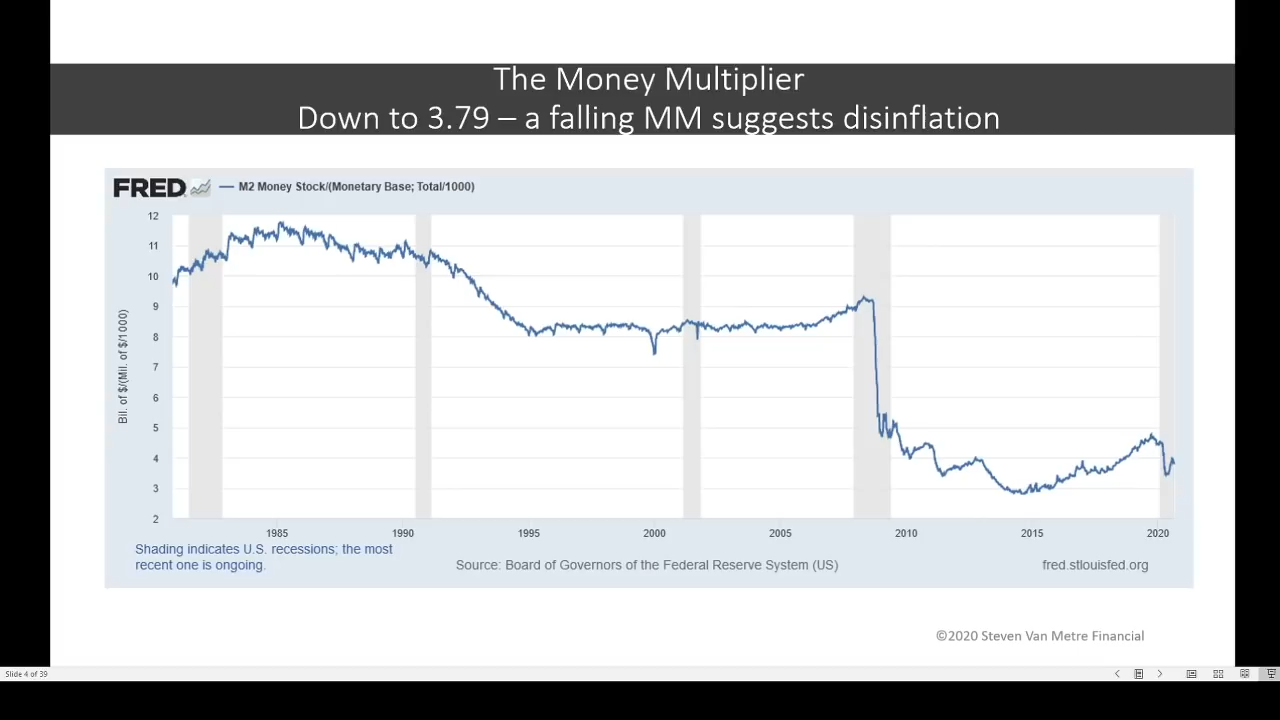 The Money Multiplier
Down to 3.79 – a falling MM suggests disinflation
FRED
M2 Money Stock/(Monetary Base; Total/1000)
Bil. of $/(Mil. of $/1000)
12
11
10
9
8
7
6
5
4
3
2
1985 1990 1995 2000 2005 2010 2015 2020
Shading indicates U.S. recessions; the most
recent one is ongoing.
Source: Board of Governors of the Federal Reserve System (US)
fred.stlouisfed.org
©2020 Steven Van Metre Financial
Slide 4 of 39